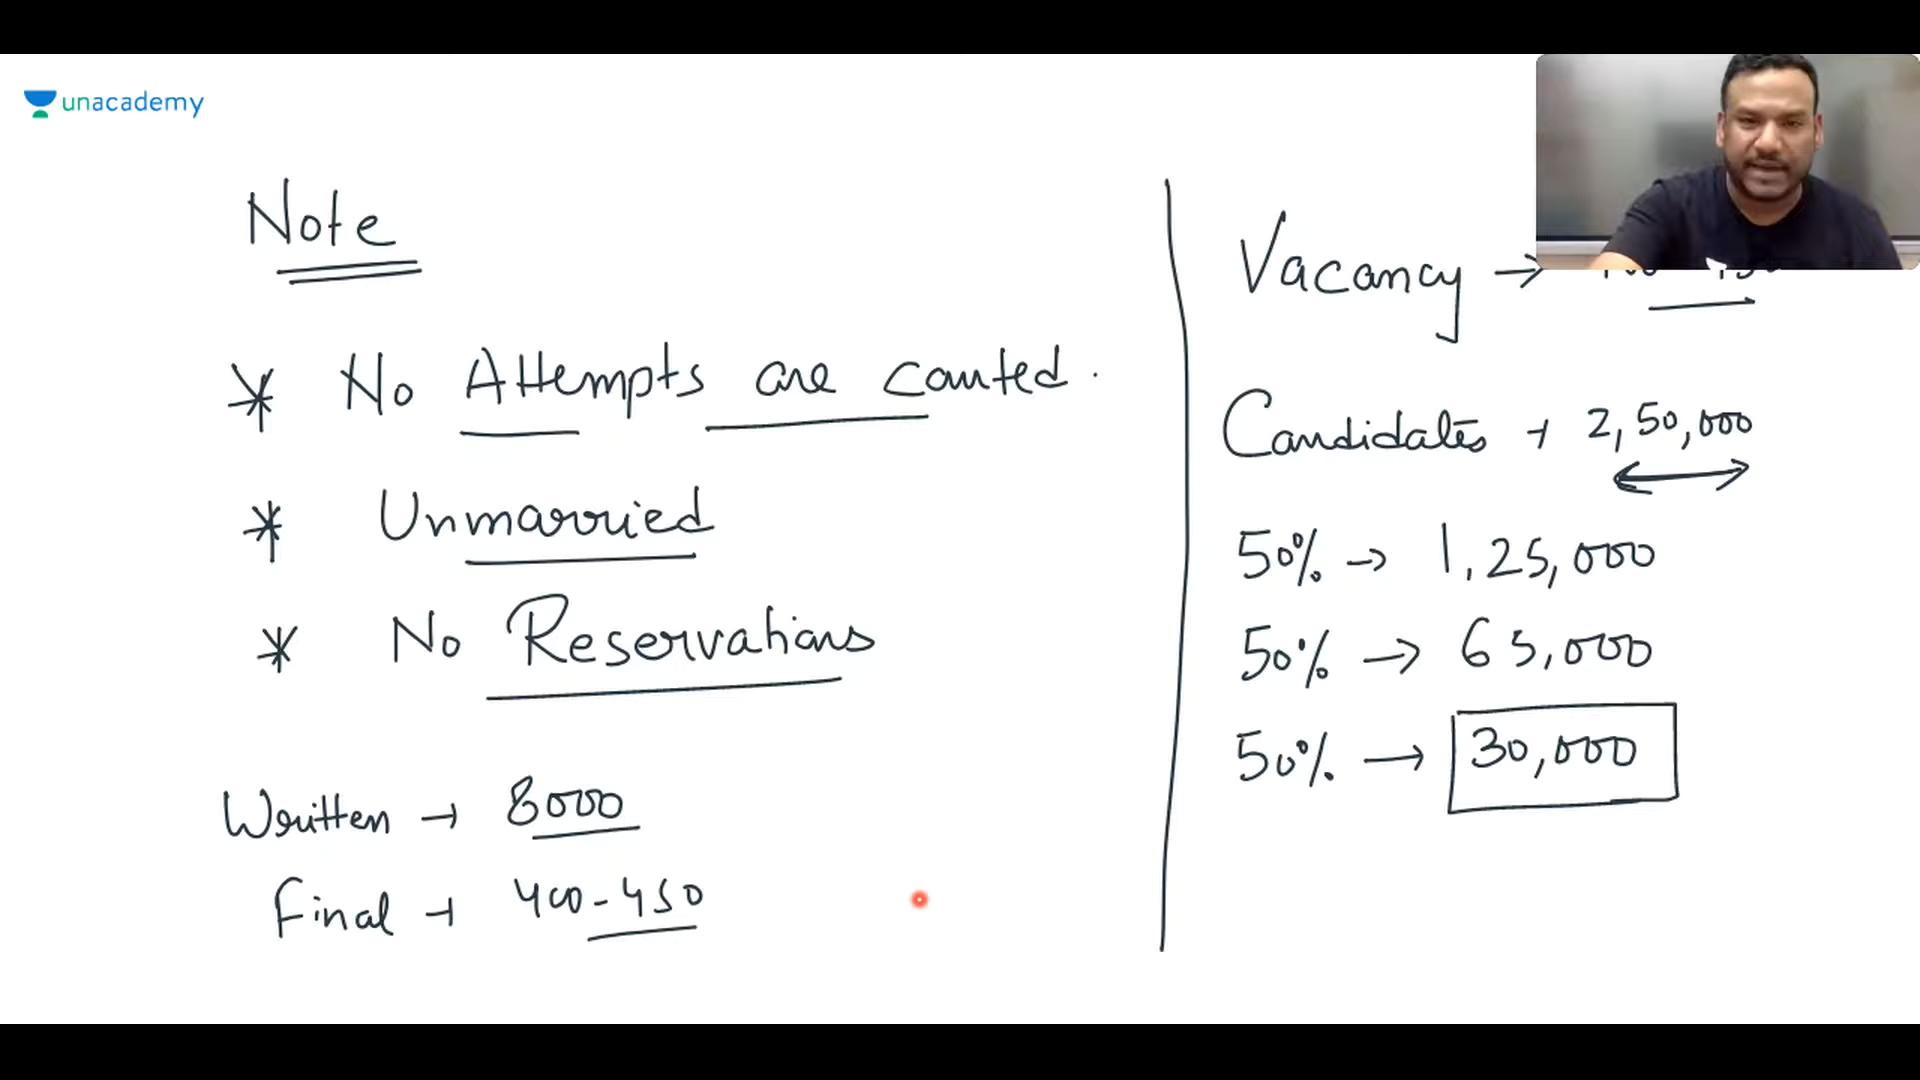 unacademy
Note
* No Attempts are counted.
* Unmarried
* No Reservations
Written → 8000
Final → 400-450
Vacancy →
Candidates → 2,50,000
50% → 1,25,000
50% → 65,000
50% → 30,000